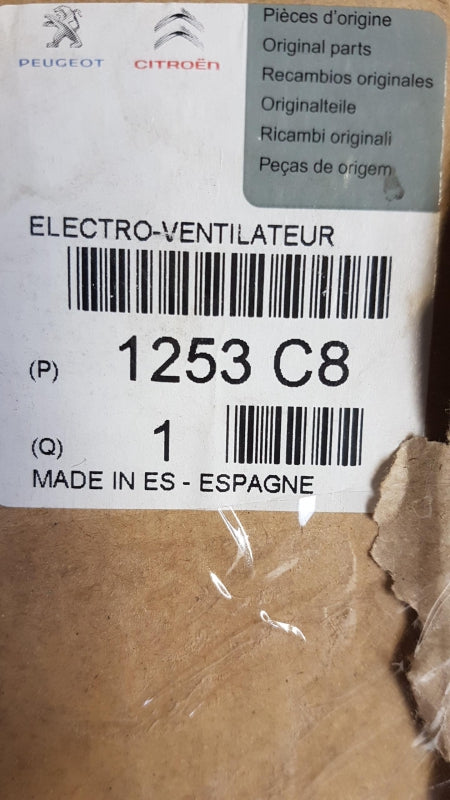 PEUGEOT
CITROËN
Pièces d'origine
Original parts
Recambios originales
Originalteile
Ricambi originali
Peças de origem
ELECTRO-VENTILATEUR
(P) 1253 C8
(Q) 1
MADE IN ES - ESPAGNE